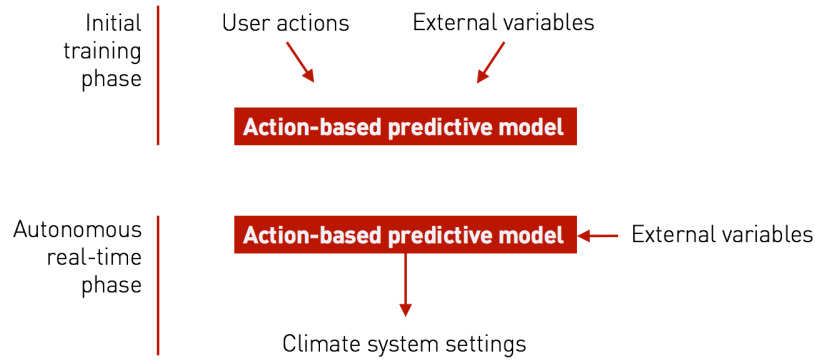 Initial
training
phase
User actions
External variables
Action-based predictive model
Autonomous
real-time
phase
Action-based predictive model
External variables
Climate system settings